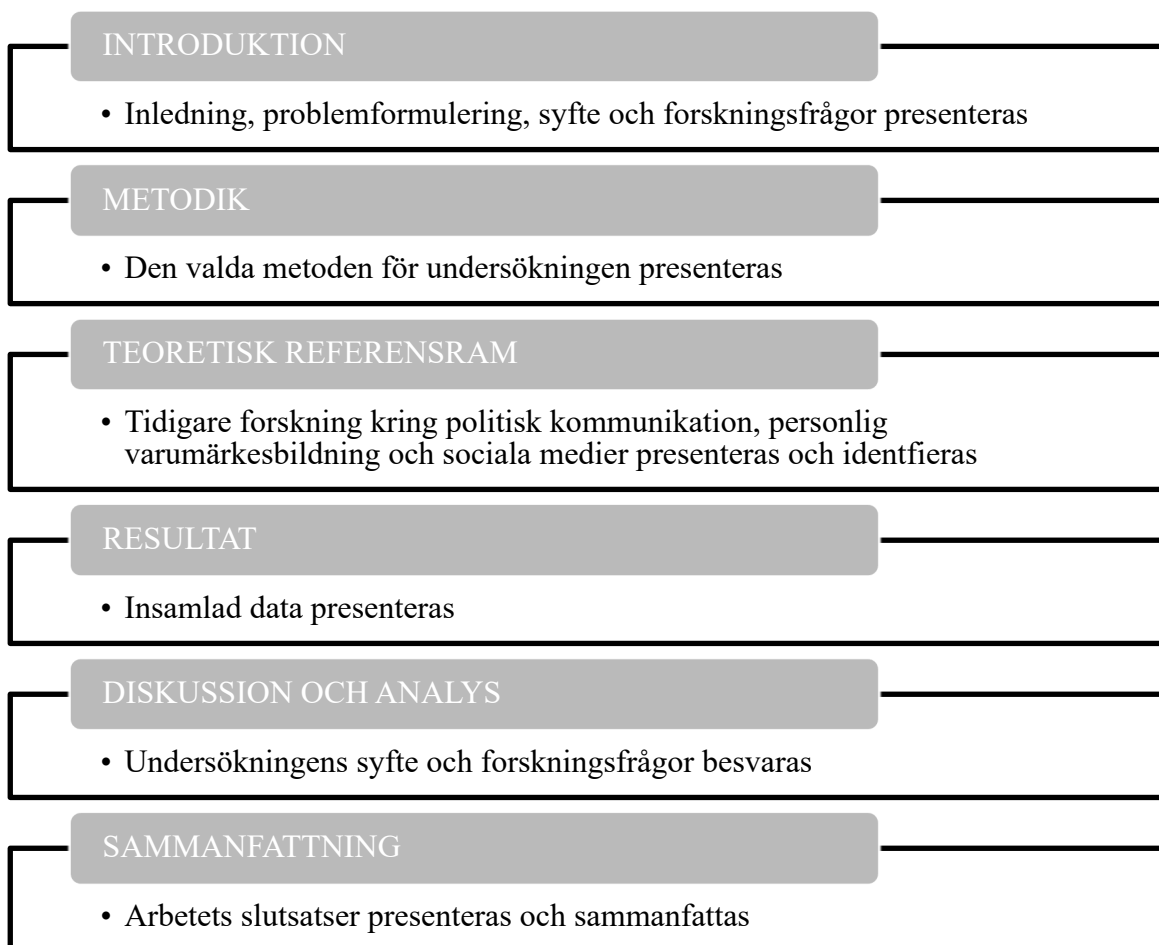 INTRODUKTION
• Inledning, problemformulering, syfte och forskningsfrågor presenteras
METODIK
• Den valda metoden för undersökningen presenteras
TEORETISK REFERENSRAM
• Tidigare forskning kring politisk kommunikation, personlig
varumärkesbildning och sociala medier presenteras och identfieras
RESULTAT
• Insamlad data presenteras
DISKUSSION OCH ANALYS
• Undersökningens syfte och forskningsfrågor besvaras
SAMMANFATTNING
• Arbetets slutsatser presenteras och sammanfattas